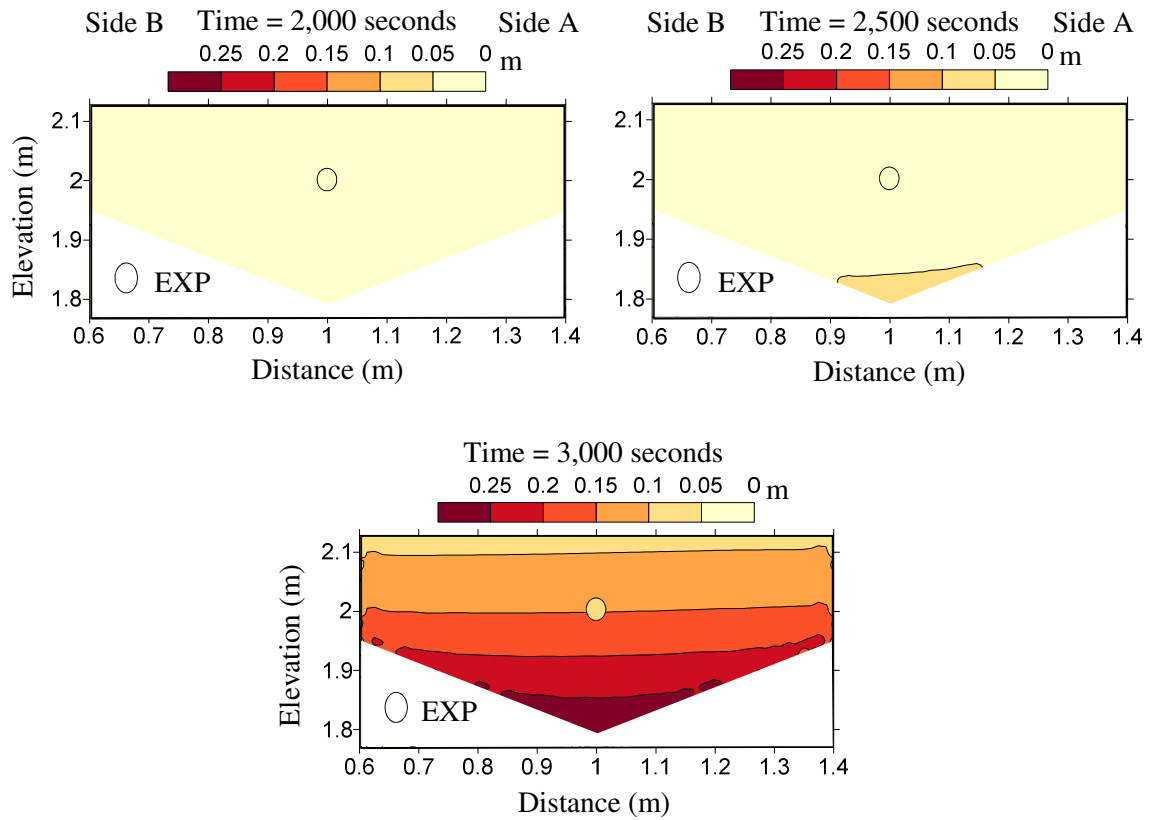 Side B Time = 2,000 seconds Side A
0.25 0.2 0.15 0.1 0.05 0 m
2.1
2
1.9
1.8
Elevation (m)
EXP
0.6 0.7 0.8 0.9 1 1.1 1.2 1.3 1.4
Distance (m)
Side B Time = 2,500 seconds Side A
0.25 0.2 0.15 0.1 0.05 0 m
2.1
2
1.9
1.8
EXP
0.6 0.7 0.8 0.9 1 1.1 1.2 1.3 1.4
Distance (m)
Time = 3,000 seconds
0.25 0.2 0.15 0.1 0.05 0 m
2.1
2
1.9
1.8
Elevation (m)
EXP
0.6 0.7 0.8 0.9 1 1.1 1.2 1.3 1.4
Distance (m)